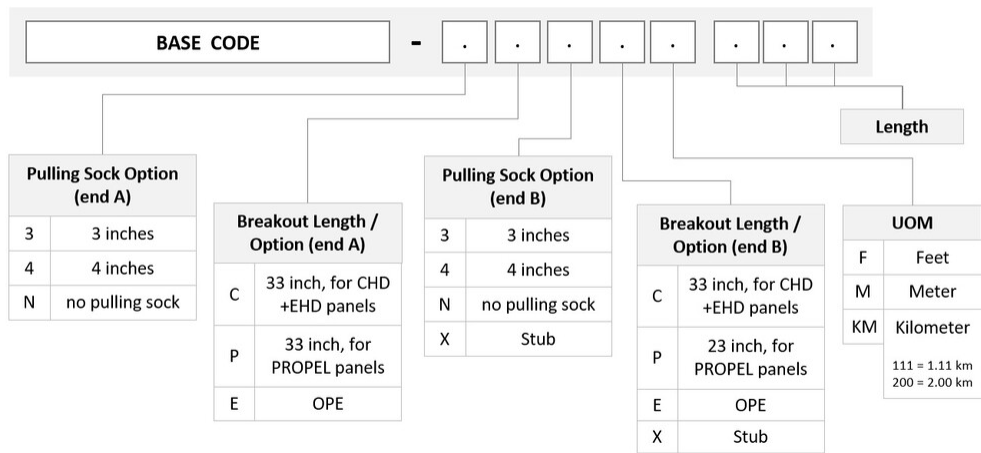 BASE CODE - . . . . . . . .
Length
Pulling Sock Option
(end A)
3 3 inches
4 4 inches
N no pulling sock
Breakout Length /
Option (end A)
C 33 inch, for CHD
+EHD panels
P 33 inch, for
PROPEL panels
E OPE
Pulling Sock Option
(end B)
3 3 inches
4 4 inches
N no pulling sock
X Stub
Breakout Length /
Option (end B)
C 33 inch, for CHD
+EHD panels
P 23 inch, for
PROPEL panels
E OPE
X Stub
UOM
F Feet
M Meter
KM Kilometer
111 = 1.11 km
200 = 2.00 km